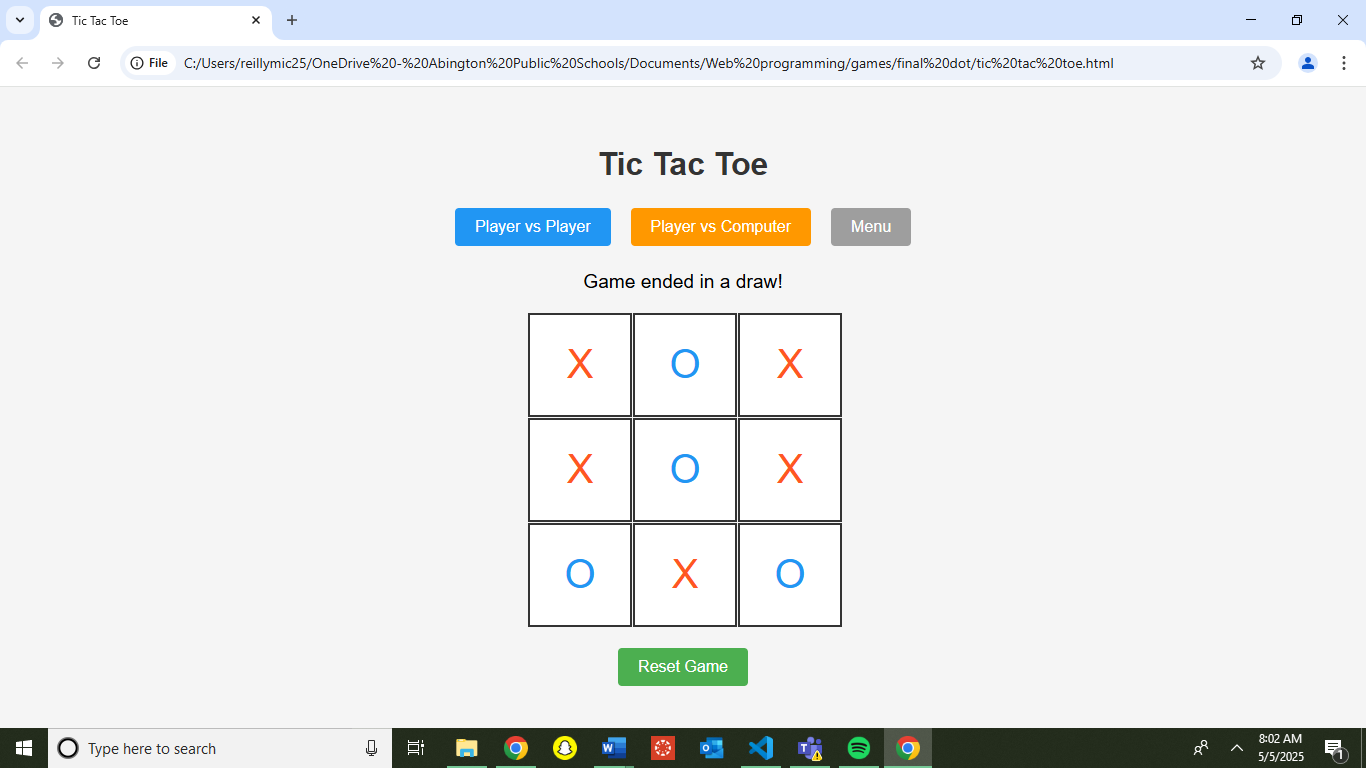 Tic Tac Toe
File
C:/Users/reillymic25/OneDrive%20-%20Abington%20Public%20Schools/Documents/Web%20programming/games/final%20dot/tic%20tac%20toe.html
Tic Tac Toe
Player vs Player Player vs Computer Menu
Game ended in a draw!
X O X
X O X
O X O
Reset Game
Type here to search
8:02 AM
5/5/2025
1